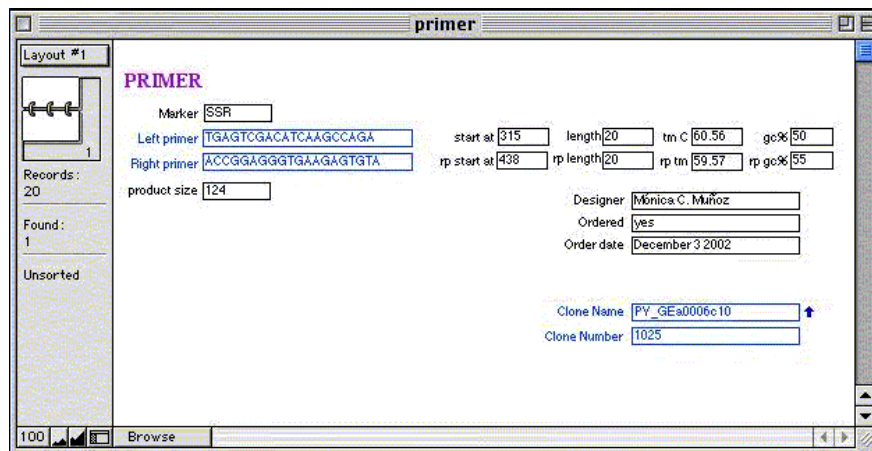 primer
Layout #1
1
Records:
20
Found:
1
Unsorted
PRIMER
Marker SSR
Left primer TGAGTCGACATCAAGCCAGA start at 315 length 20 tm C 60.56 gc% 50
Right primer ACCGGAGGGTGAAGAGTGTA rp start at 438 rp length 20 rp tm 59.57 rp gc% 55
product size 124
Designer Mónica C. Muñoz
Ordered yes
Order date December 3 2002
Clone Name PY_GEa0006c10
Clone Number 1025
100 Browse